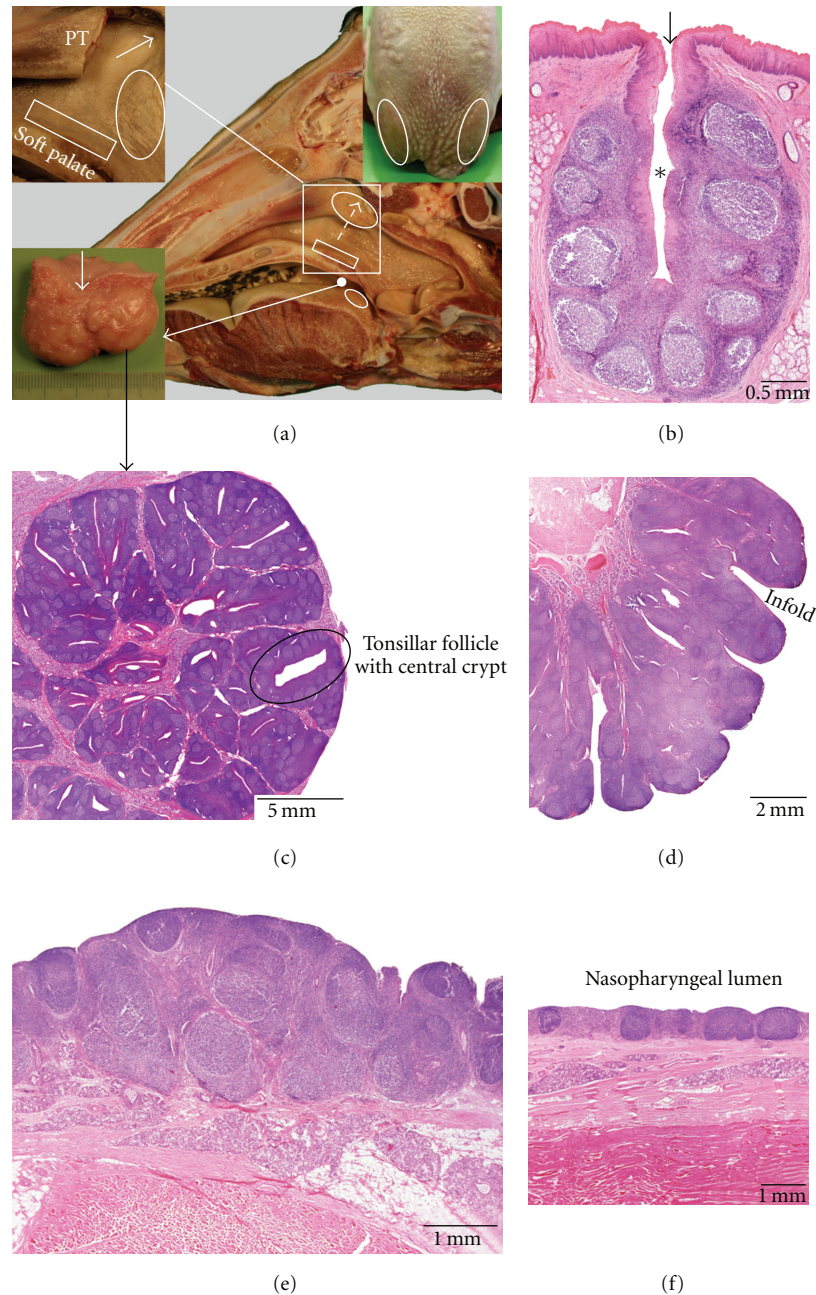 PT
Soft palate
(a)
*
0.5 mm
(b)
Tonsillar follicle
with central crypt
5 mm
(c)
Infold
2 mm
(d)
1 mm
(e)
Nasopharyngeal lumen
1 mm
(f)